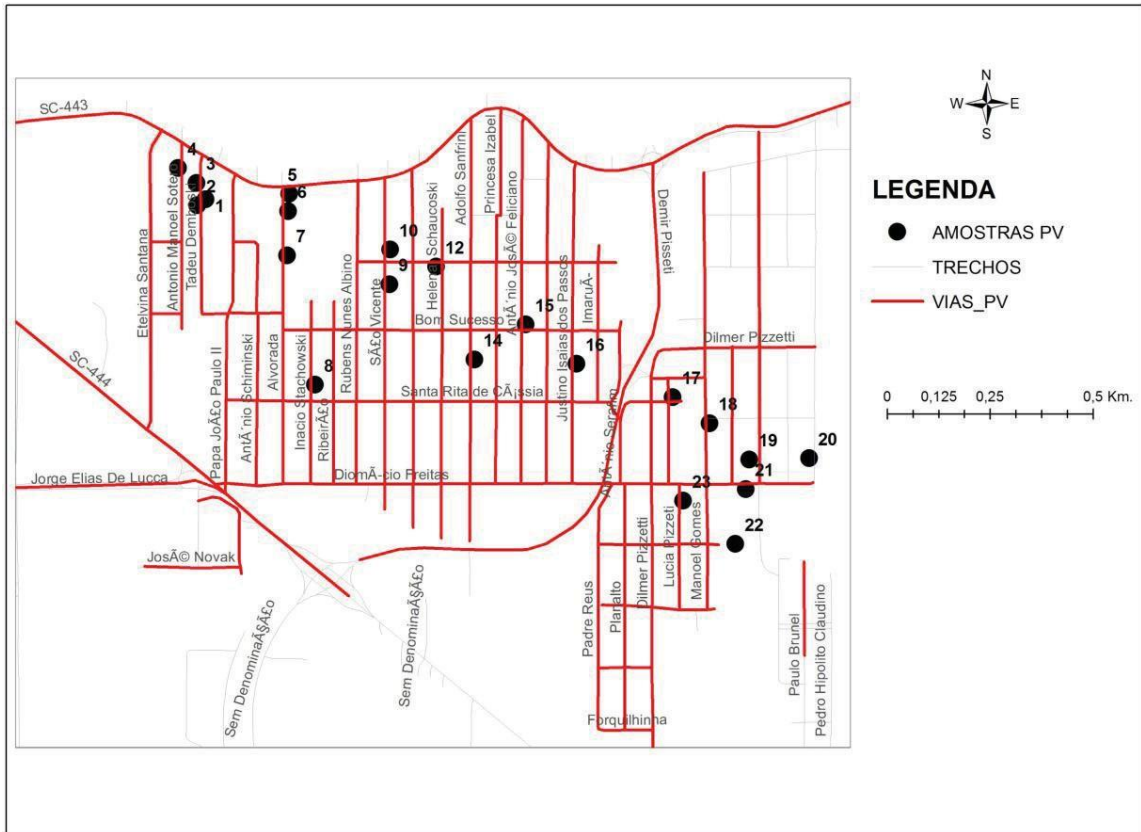 SC-443
N
W E
S
LEGENDA
AMOSTRAS PV
TRECHOS
VIAS_PV
0 0,125 0,25 0,5 Km.
4
3
2
1
5
6
7
10
9
12
8
14
15
16
17
18
19
20
21
23
22
Etelvina Santana
Antonio Manoel Sotero
Tadeu Dembosk
Adolfo Sanfrini
Princesa Izabel
AntÃ´nio JosÃ© Feliciano
Helena Schaucoski
Demir Pisseti
Rubens Nunes Albino
SÃ£o Vicente
Justino Isaias dos Passos
ImaruÃ-
Bom Sucesso
Dilmer Pizzetti
SC-444
Papa JoÃ£o Paulo II
AntÃ´nio Schiminski
Alvorada
Inacio Stachowski
RibeirÃ£o
Santa Rita de CÃ¡ssia
AntÃ´nio Serafim
Jorge Elias De Lucca
DiomÃ-cio Freitas
JosÃ© Novak
Sem DenominaÃ§Ã£o
Sem DenominaÃ§Ã£o
Padre Reus
Planalto
Dilmer Pizzetti
Lucia Pizzeti
Manoel Gomes
Paulo Brunel
Pedro Hipolito Claudino
Forquilhinha